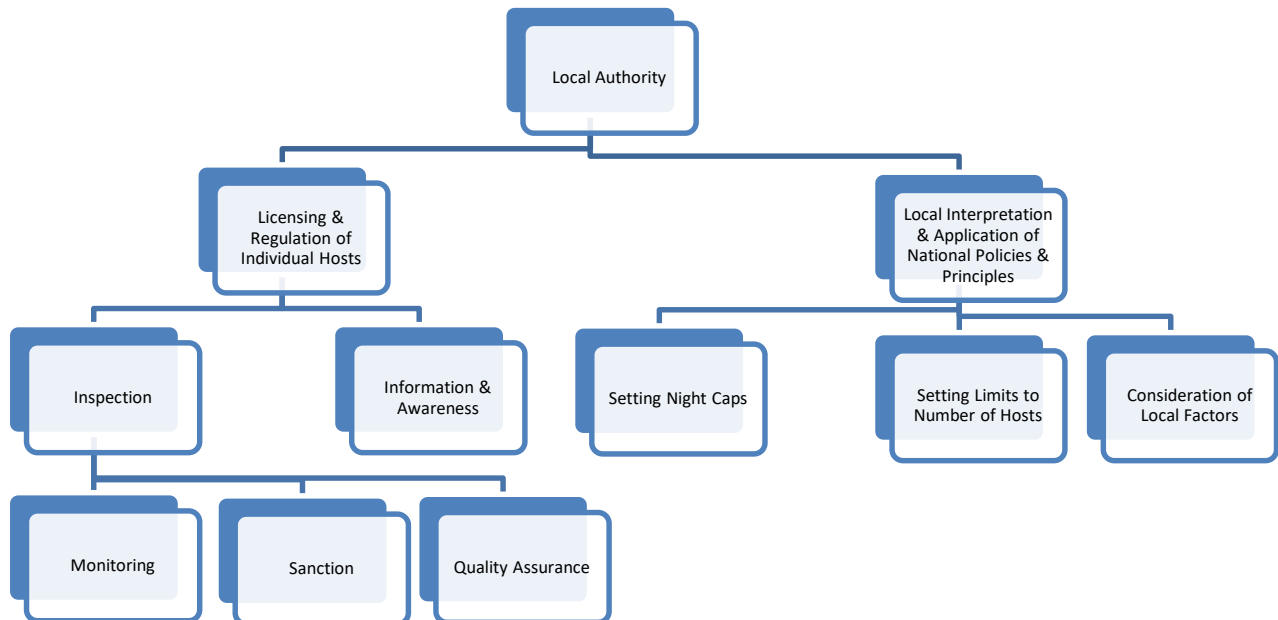 Local Authority
Licensing &
Regulation of
Individual Hosts
Local Interpretation
& Application of
National Policies &
Principles
Inspection
Information &
Awareness
Setting Night Caps
Setting Limits to
Number of Hosts
Consideration of
Local Factors
Monitoring
Sanction
Quality Assurance